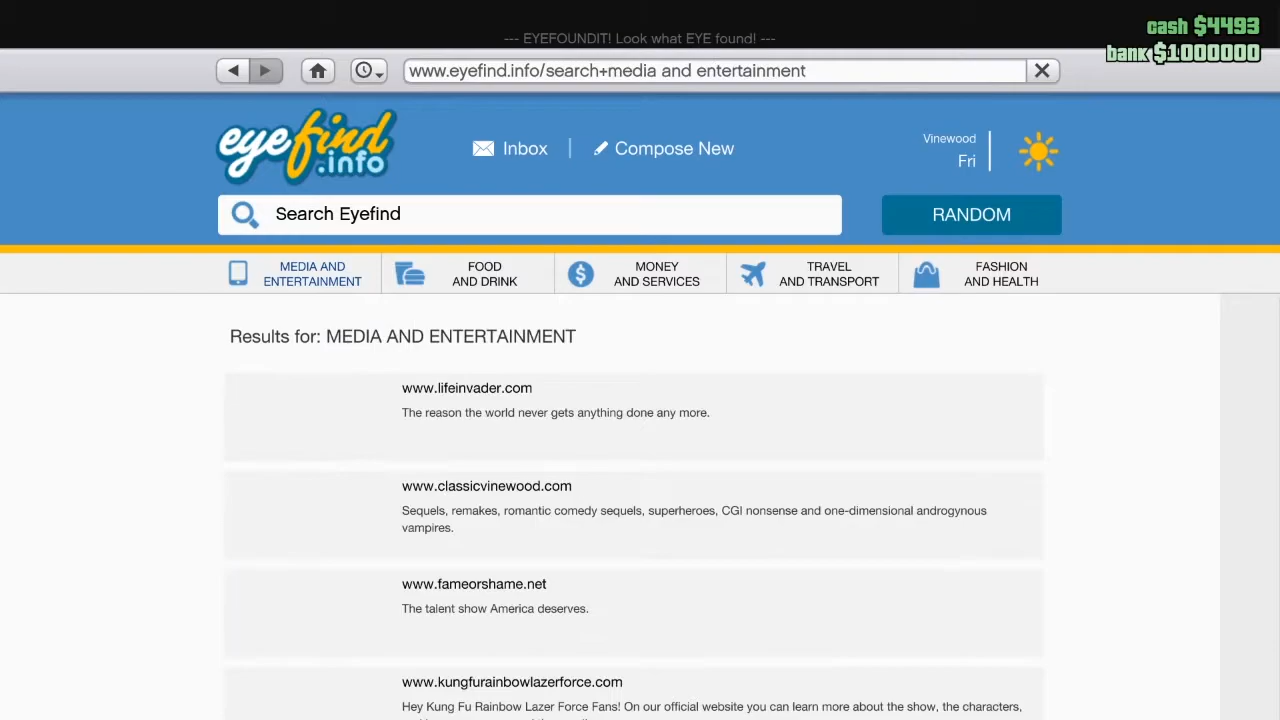 cash $4493
--- EYEFOUNDIT! Look what EYE found! ---
bank $1000000
www.eyefind.info/search+media and entertainment
eyefind
.info
Inbox
Compose New
Vinewood
Fri
Search Eyefind
RANDOM
MEDIA AND
ENTERTAINMENT
FOOD
AND DRINK
MONEY
AND SERVICES
TRAVEL
AND TRANSPORT
FASHION
AND HEALTH
Results for: MEDIA AND ENTERTAINMENT
www.lifeinvader.com
The reason the world never gets anything done any more.
www.classicvinewood.com
Sequels, remakes, romantic comedy sequels, superheroes, CGI nonsense and one-dimensional androgynous
vampires.
www.fameorshame.net
The talent show America deserves.
www.kungfurainbowlazerforce.com
Hey Kung Fu Rainbow Lazer Force Fans! On our official website you can learn more about the show, the characters,